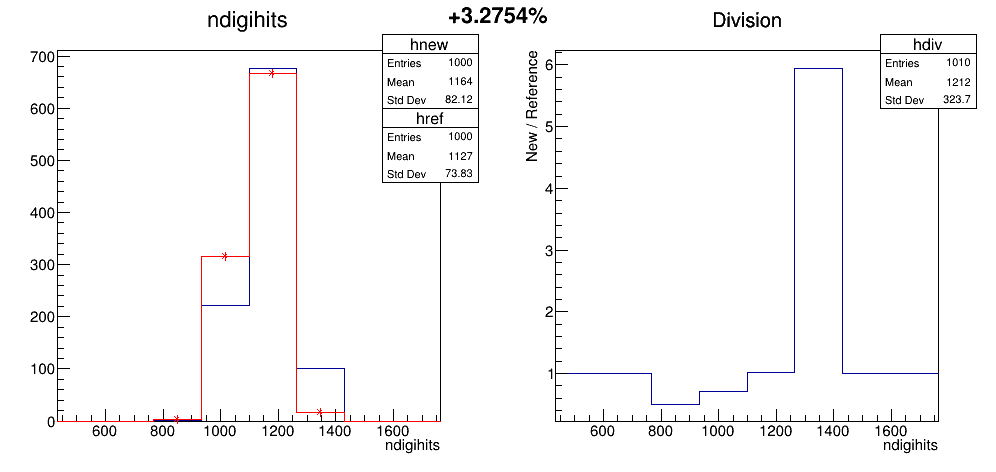 +3.2754%
ndigihits
hnew
Entries 1000
Mean 1164
Std Dev 82.12
href
Entries 1000
Mean 1127
Std Dev 73.83
700
600
500
400
300
200
100
0
600 800 1000 1200 1400 1600
ndigihits
Division
hdiv
Entries 1010
Mean 1212
Std Dev 323.7
New / Reference
6
5
4
3
2
1
600 800 1000 1200 1400 1600
ndigihits